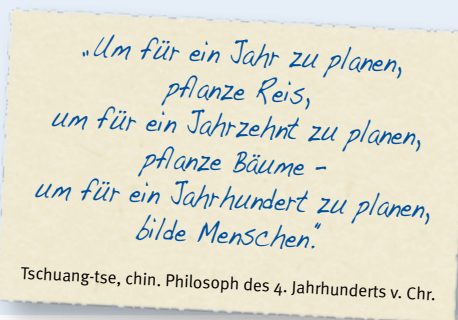 „Um für ein Jahr zu planen,
pflanze Reis,
um für ein Jahrzehnt zu planen,
pflanze Bäume –
um für ein Jahrhundert zu planen,
bilde Menschen.“
Tschuang-tse, chin. Philosoph des 4. Jahrhunderts v. Chr.